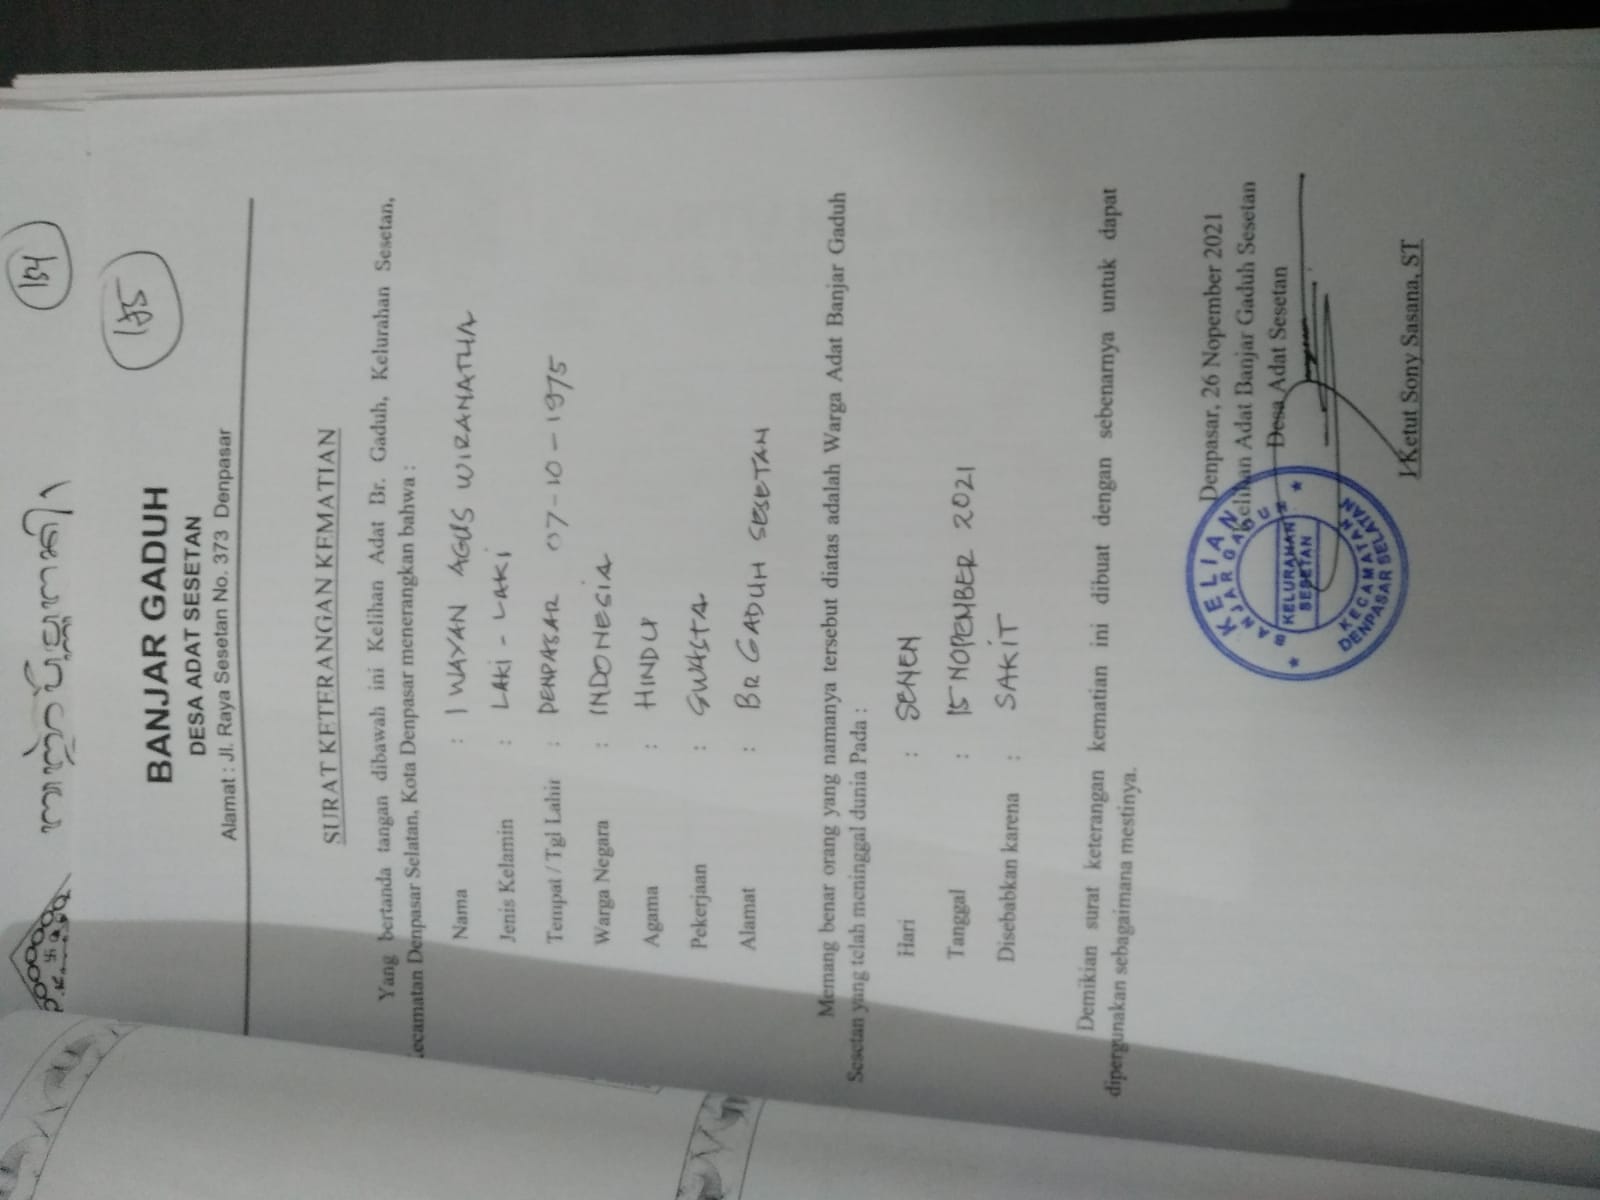 154
BANJAR GADUH
DESA ADAT SESETAN
Alamat : Jl. Raya Sesetan No. 373 Denpasar
SURAT KETERANGAN KEMATIAN
Yang bertanda tangan dibawah ini Kelihan Adat Br. Gaduh, Kelurahan Sesetan,
ecamatan Denpasar Selatan, Kota Denpasar menerangkan bahwa :
Nama : I WAYAN AGUS WIRANATHA
Jenis Kelamin : LAKI - LAKI
Tempat / Tgl Lahir : DENPASAR 07-10-1975
Warga Negara : INDONESIA
Agama : HINDU
Pekerjaan : SWASTA
Alamat : BR GADUH SESETAN
Memang benar orang yang namanya tersebut diatas adalah Warga Adat Banjar Gaduh
Sesetan yang telah meninggal dunia Pada :
Hari : SENEN
Tanggal : 15 NOPEMBER 2021
Disebabkan karena : SAKIT
Demikian surat keterangan kematian ini dibuat dengan sebenarnya untuk dapat
dipergunakan sebagaimana mestinya.
Denpasar, 26 Nopember 2021
Kelihan Adat Banjar Gaduh Sesetan
Desa Adat Sesetan
KELIAN
BANJAR GADUH
KELURAHAN
SESETAN
KECAMATAN
DENPASAR SELATAN
I Ketut Sony Sasana, ST